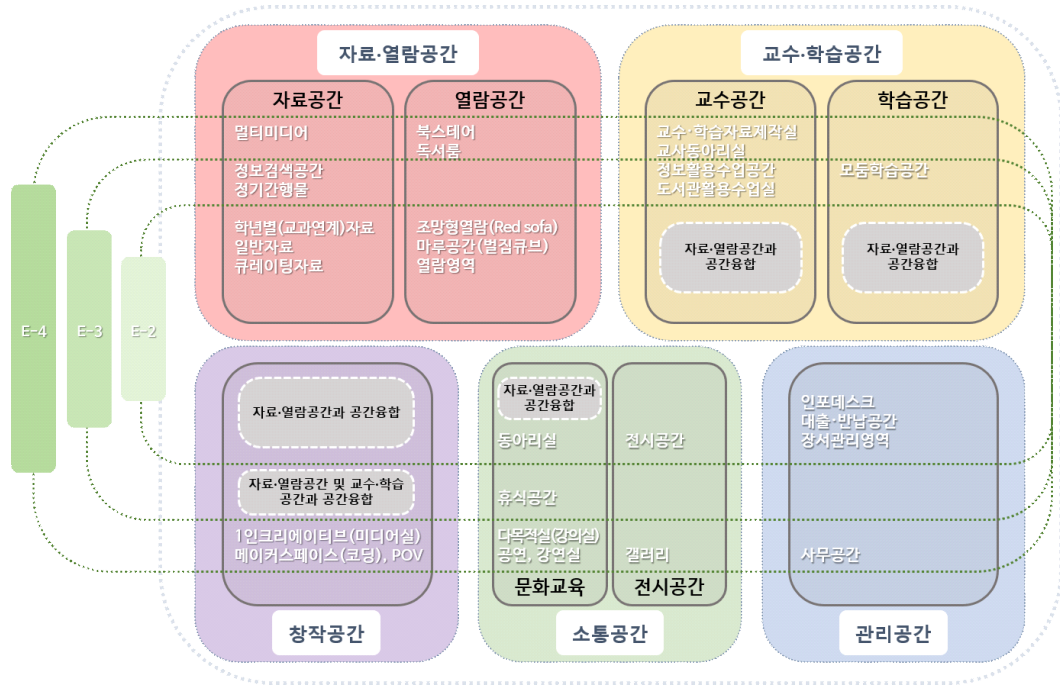 자료·열람공간
자료공간
멀티미디어
정보검색공간
정기간행물
학년별(교과연계)자료
일반자료
큐레이팅자료
열람공간
북스테어
독서룸
조망형열람(Red sofa)
마루공간(벌집큐브)
열람영역
교수·학습공간
교수공간
교수·학습자료제작실
교사동아리실
정보활용수업공간
도서관활용수업실
자료·열람공간과
공간융합
학습공간
모둠학습공간
자료·열람공간과
공간융합
E-4
E-3
E-2
자료·열람공간과 공간융합
자료·열람공간 및 교수·학습
공간과 공간융합
1인크리에이티브(미디어실)
메이커스페이스(코딩), POV
창작공간
자료·열람공간과
공간융합
동아리실
휴식공간
다목적실(강의실)
공연, 강연실
문화교육
전시공간
갤러리
전시공간
소통공간
인포데스크
대출·반납공간
장서관리영역
사무공간
관리공간